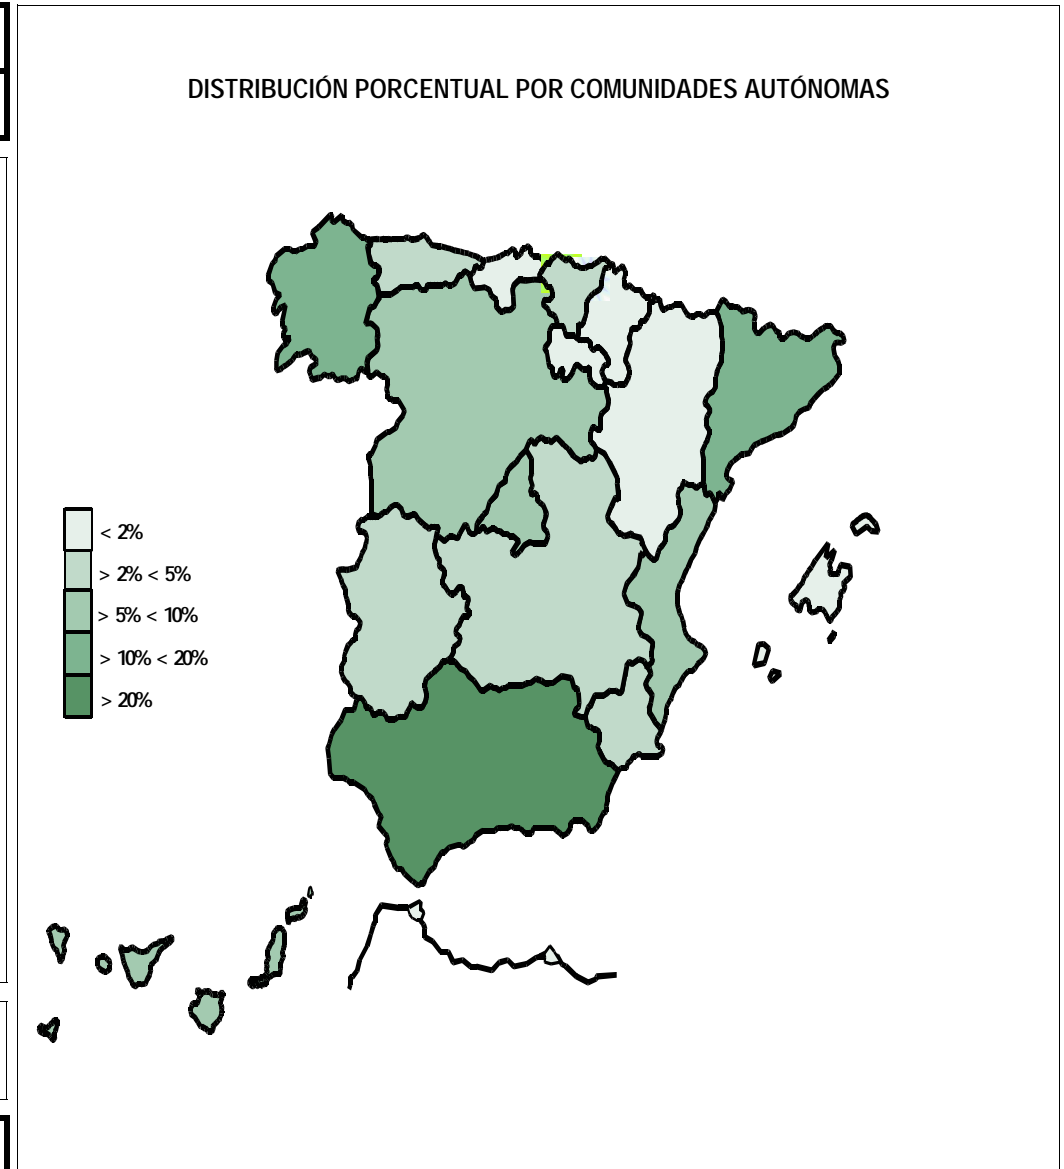 DISTRIBUCIÓN PORCENTUAL POR COMUNIDADES AUTÓNOMAS
< 2%
> 2% < 5%
> 5% < 10%
> 10% < 20%
> 20%